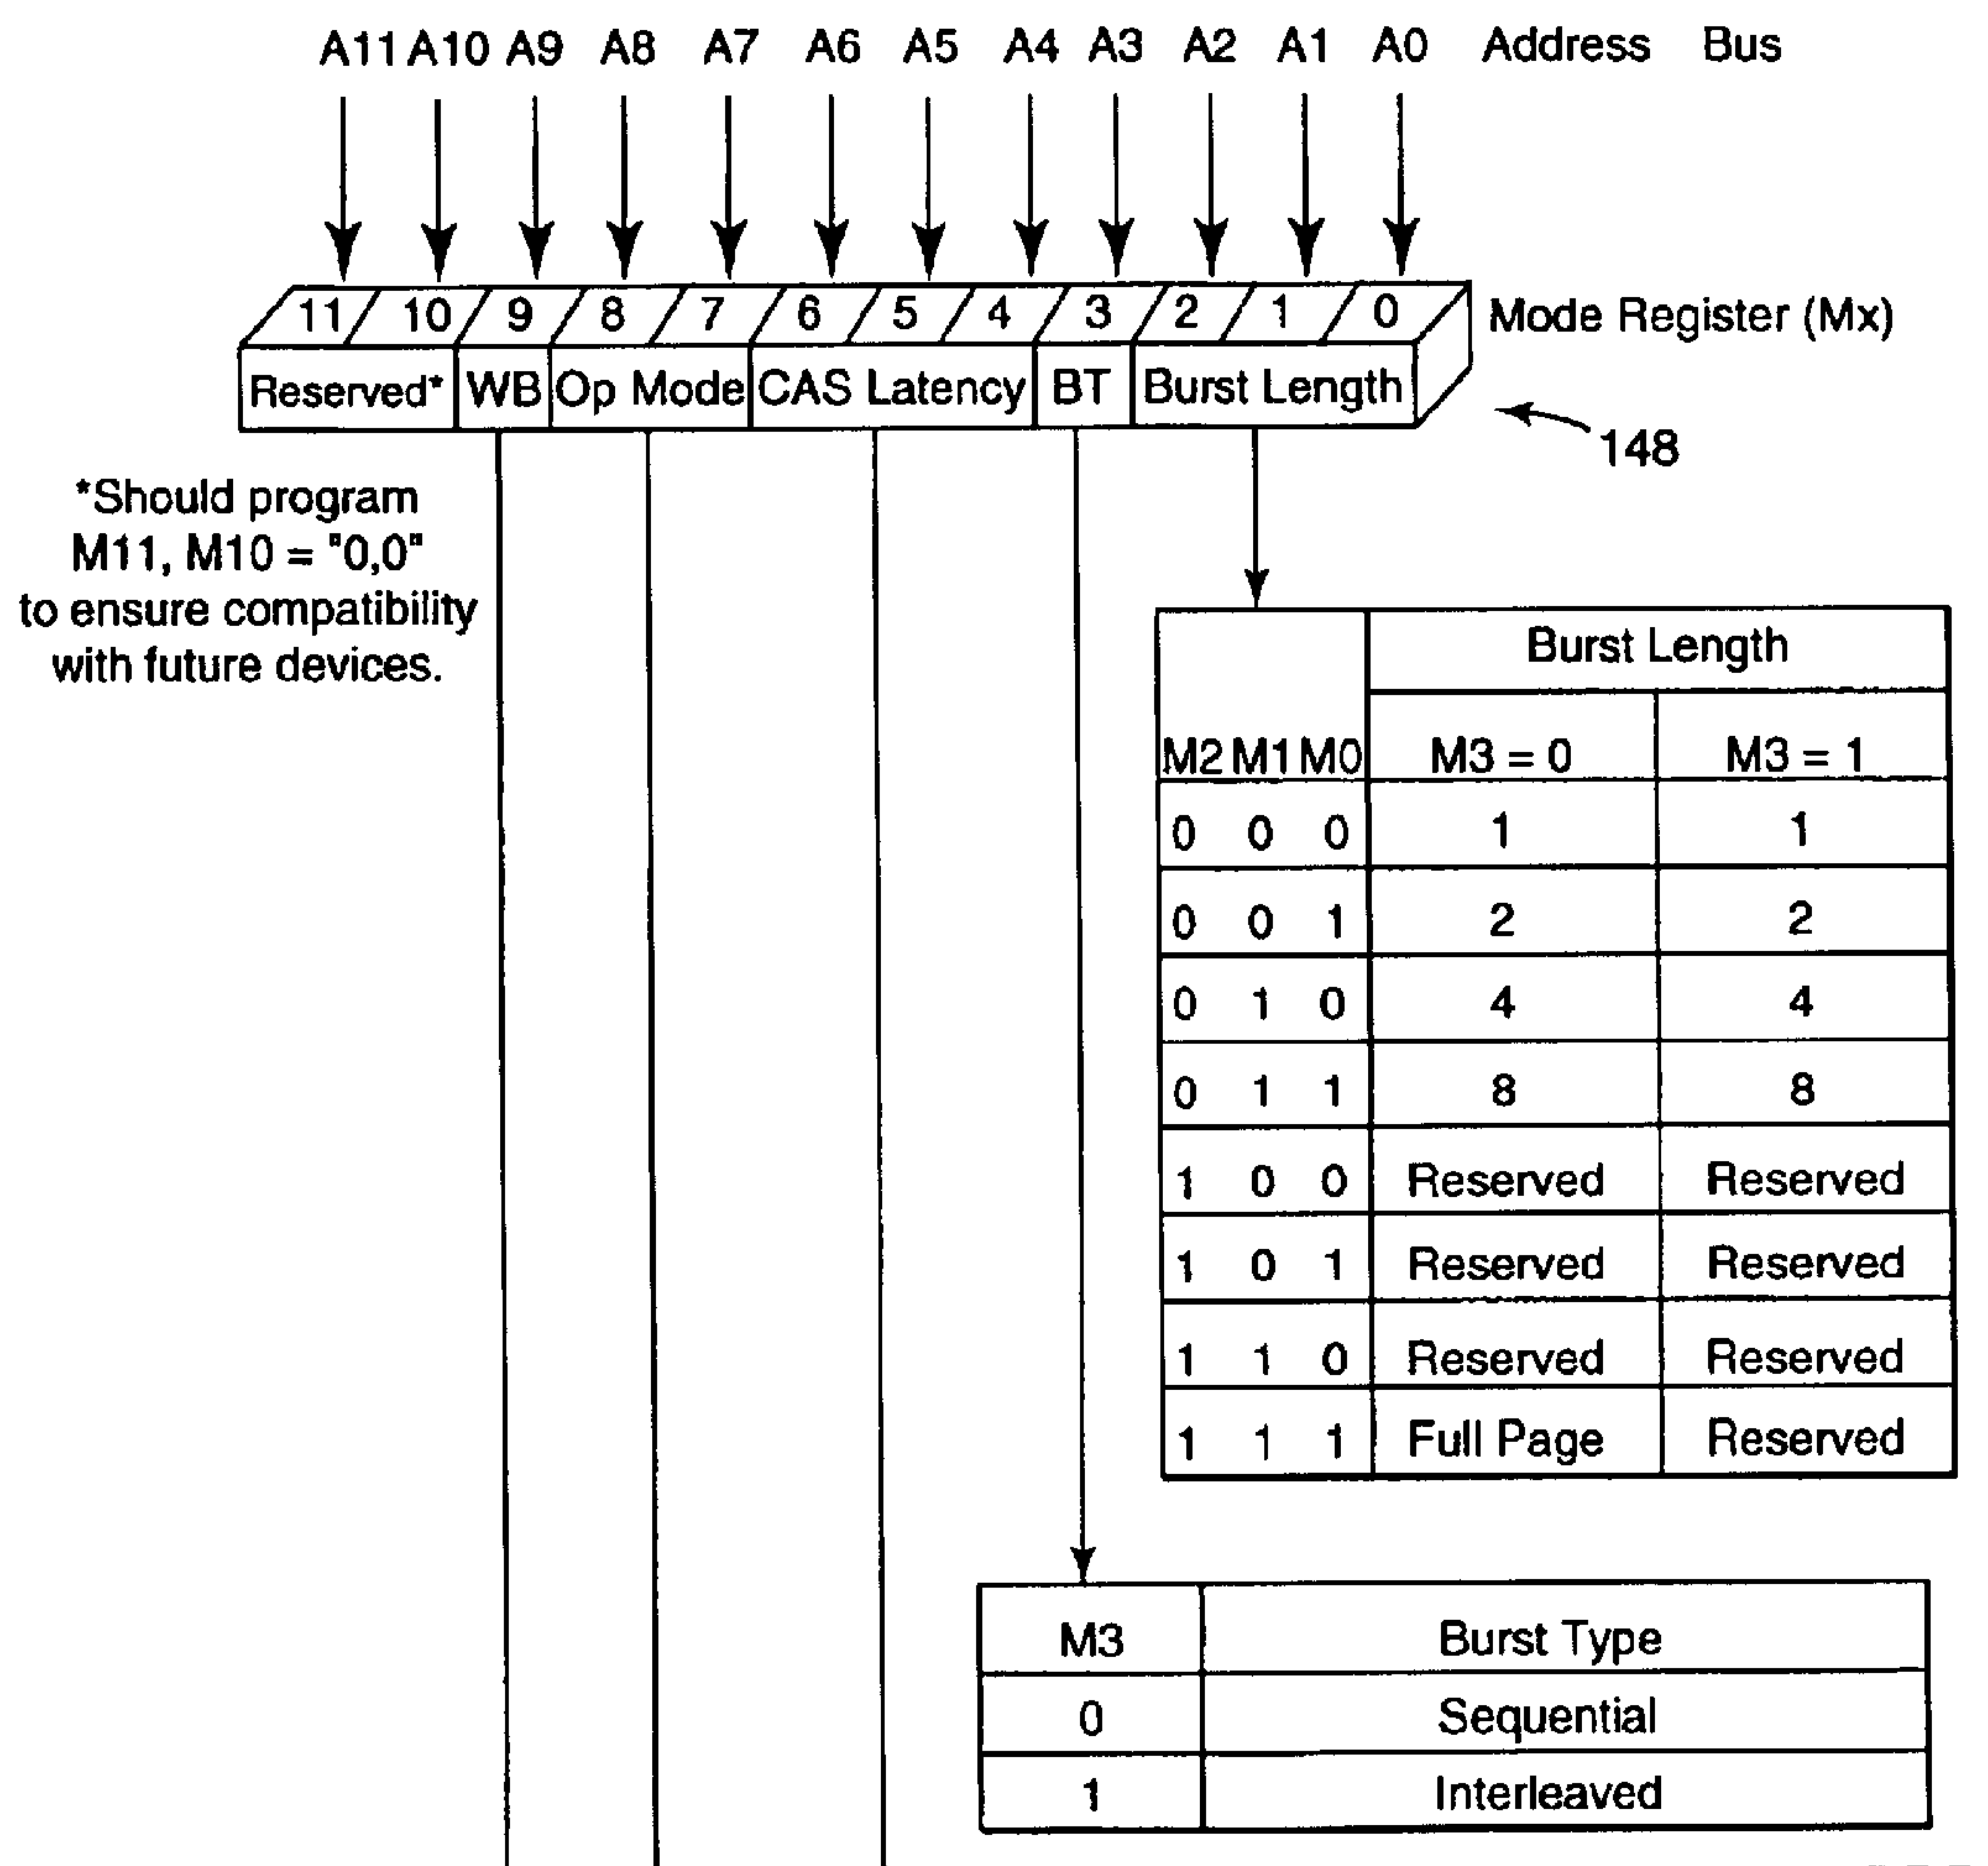 A11 A10 A9 A8 A7 A6 A5 A4 A3 A2 A1 A0 Address Bus
11 10 9 8 7 6 5 4 3 2 1 0 Mode Register (Mx)
Reserved* WB Op Mode CAS Latency BT Burst Length
148
*Should program
M11, M10 = "0,0"
to ensure compatibility
with future devices.
Burst Length
M2 M1 M0 M3 = 0 M3 = 1
0 0 0 1 1
0 0 1 2 2
0 1 0 4 4
0 1 1 8 8
1 0 0 Reserved Reserved
1 0 1 Reserved Reserved
1 1 0 Reserved Reserved
1 1 1 Full Page Reserved
M3 Burst Type
0 Sequential
1 Interleaved